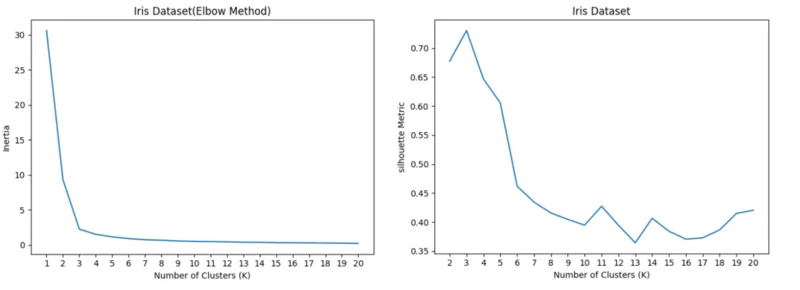 Iris Dataset(Elbow Method)
Inertia
30
25
20
15
10
5
0
1 2 3 4 5 6 7 8 9 10 11 12 13 14 15 16 17 18 19 20
Number of Clusters (K)
Iris Dataset
silhouette Metric
0.70
0.65
0.60
0.55
0.50
0.45
0.40
0.35
2 3 4 5 6 7 8 9 10 11 12 13 14 15 16 17 18 19 20
Number of Clusters (K)